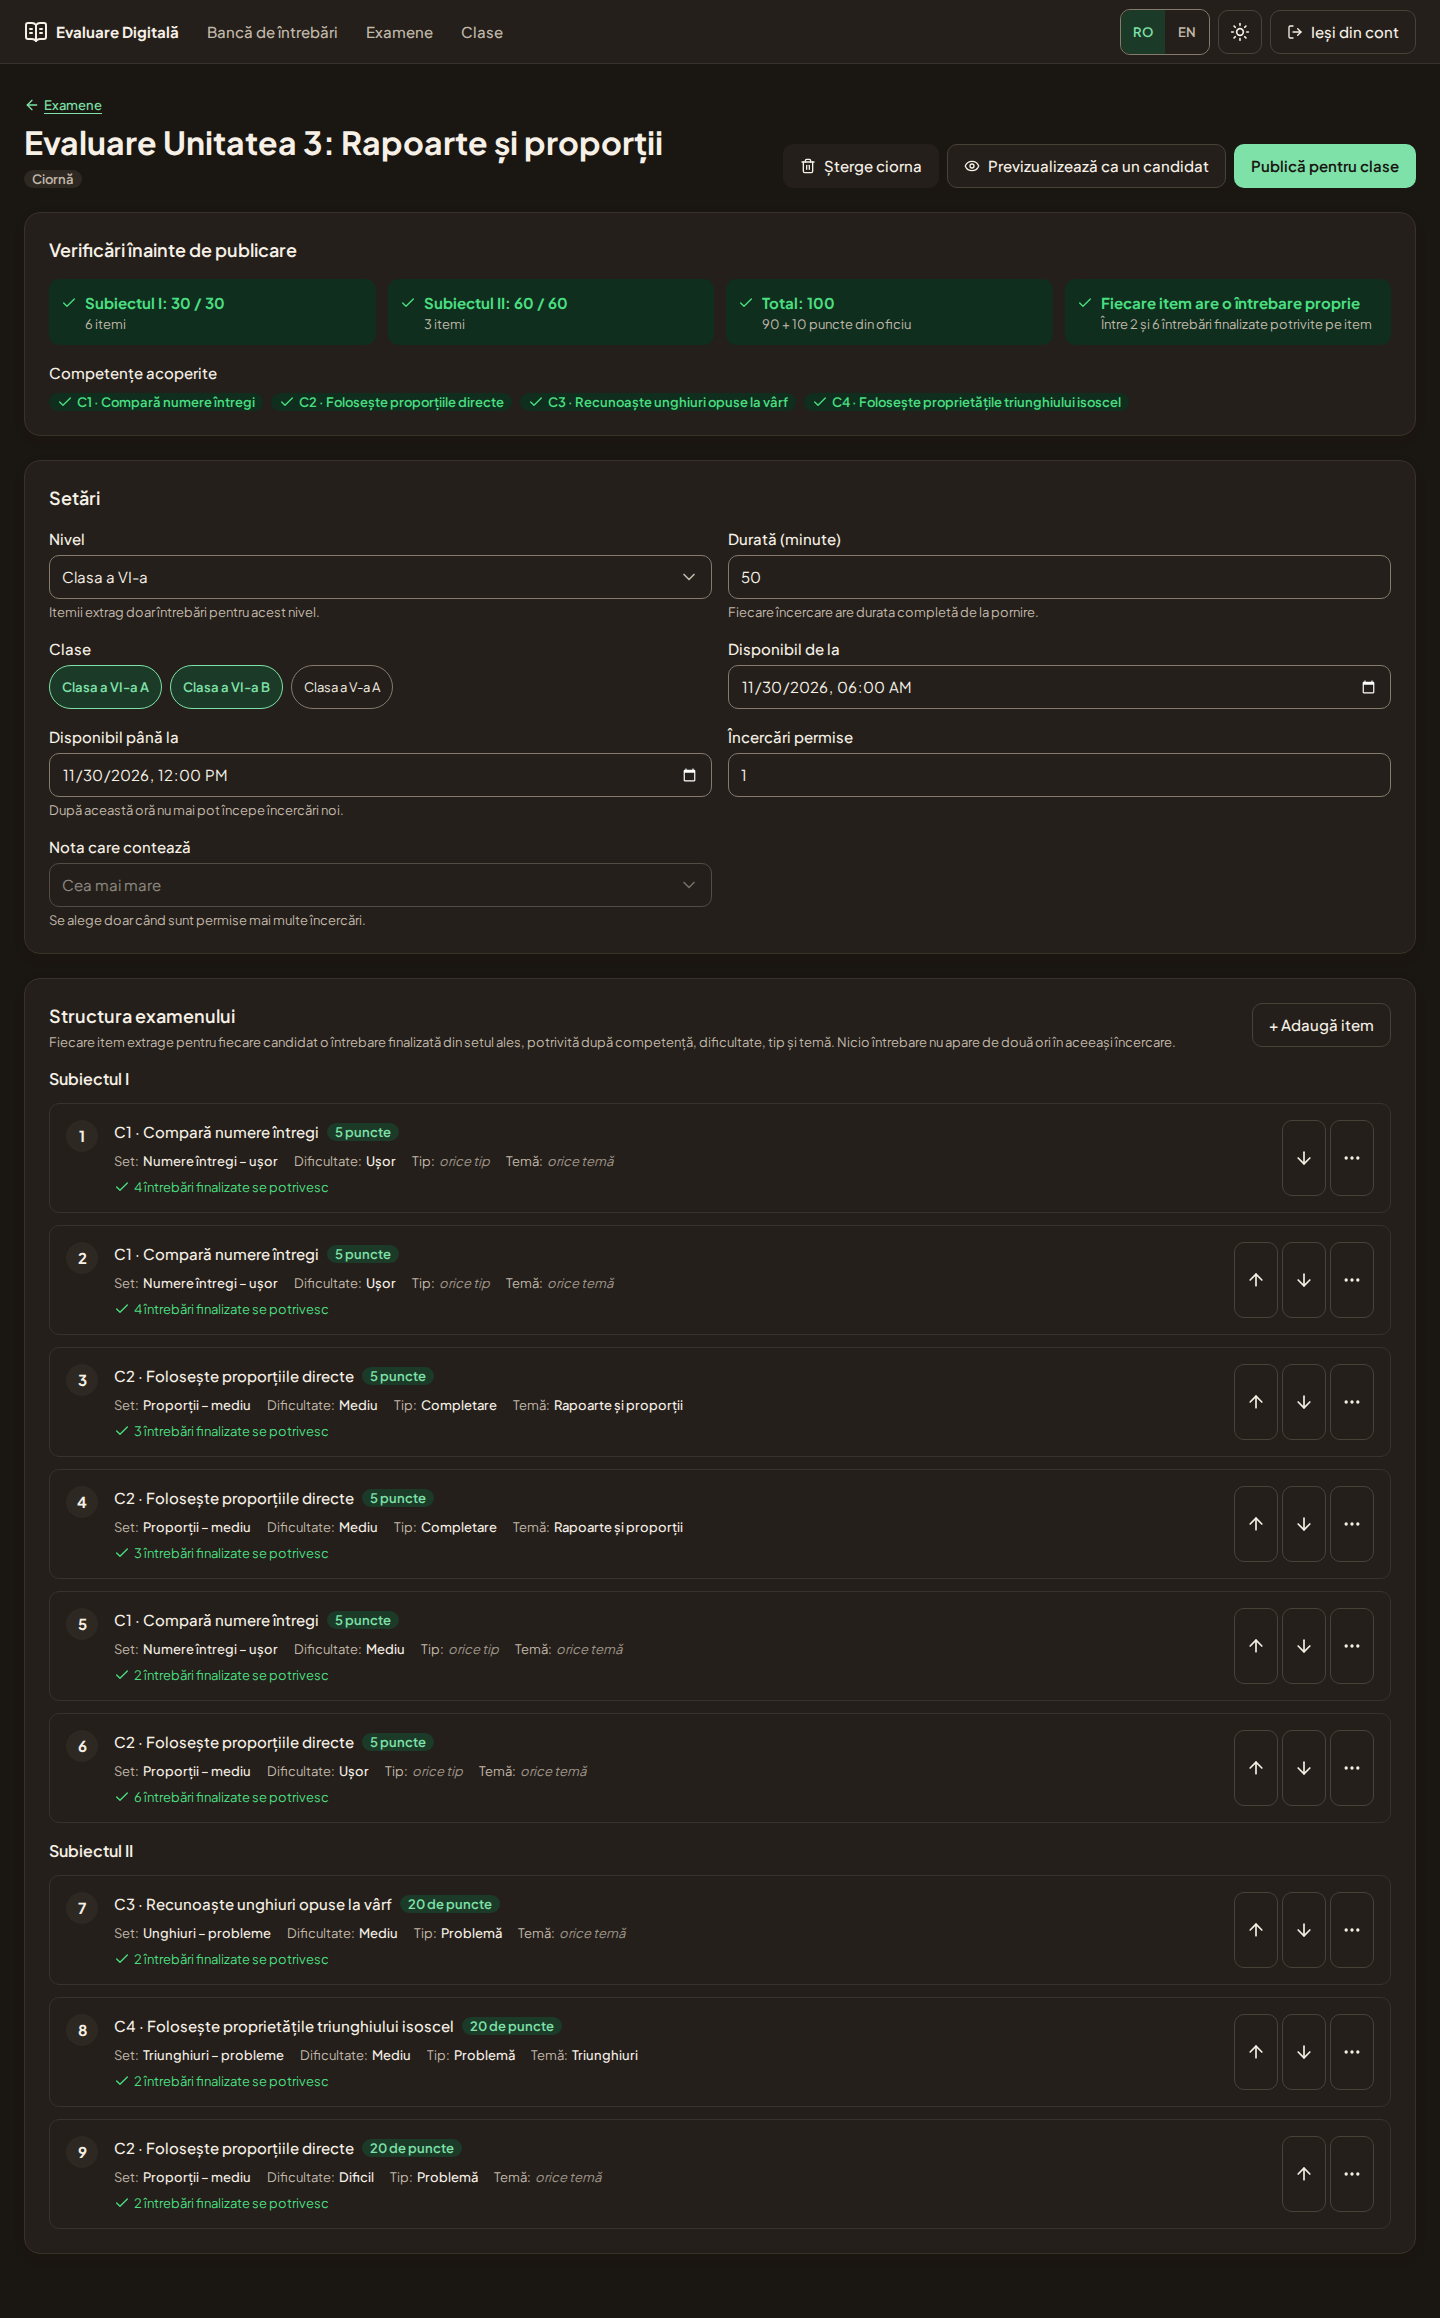 Evaluare Digitală
Bancă de întrebări
Examene
Clase
RO
EN
Ieși din cont
Examene
Evaluare Unitatea 3: Rapoarte și proporții
Ciornă
Șterge ciorna
Previzualizează ca un candidat
Publică pentru clase
Verificări înainte de publicare
Subiectul I: 30 / 30
6 itemi
Subiectul II: 60 / 60
3 itemi
Total: 100
90 + 10 puncte din oficiu
Fiecare item are o întrebare proprie
Între 2 și 6 întrebări finalizate potrivite pe item
Competențe acoperite
C1 · Compară numere întregi
C2 · Folosește proporțiile directe
C3 · Recunoaște unghiuri opuse la vârf
C4 · Folosește proprietățile triunghiului isoscel
Setări
Nivel
Clasa a VI-a
Itemii extrag doar întrebări pentru acest nivel.
Durată (minute)
50
Fiecare încercare are durata completă de la pornire.
Clase
Clasa a VI-a A
Clasa a VI-a B
Clasa a V-a A
Disponibil de la
11/30/2026, 06:00 AM
Disponibil până la
11/30/2026, 12:00 PM
După această oră nu mai pot începe încercări noi.
Încercări permise
1
Nota care contează
Cea mai mare
Se alege doar când sunt permise mai multe încercări.
Structura examenului
Fiecare item extrage pentru fiecare candidat o întrebare finalizată din setul ales, potrivită după competență, dificultate, tip și temă. Nicio întrebare nu apare de două ori în aceeași încercare.
+ Adaugă item
Subiectul I
1
C1 · Compară numere întregi 5 puncte
Set: Numere întregi – ușor Dificultate: Ușor Tip: orice tip Temă: orice temă
4 întrebări finalizate se potrivesc
2
C1 · Compară numere întregi 5 puncte
Set: Numere întregi – ușor Dificultate: Ușor Tip: orice tip Temă: orice temă
4 întrebări finalizate se potrivesc
3
C2 · Folosește proporțiile directe 5 puncte
Set: Proporții – mediu Dificultate: Mediu Tip: Completare Temă: Rapoarte și proporții
3 întrebări finalizate se potrivesc
4
C2 · Folosește proporțiile directe 5 puncte
Set: Proporții – mediu Dificultate: Mediu Tip: Completare Temă: Rapoarte și proporții
3 întrebări finalizate se potrivesc
5
C1 · Compară numere întregi 5 puncte
Set: Numere întregi – ușor Dificultate: Mediu Tip: orice tip Temă: orice temă
2 întrebări finalizate se potrivesc
6
C2 · Folosește proporțiile directe 5 puncte
Set: Proporții – mediu Dificultate: Ușor Tip: orice tip Temă: orice temă
6 întrebări finalizate se potrivesc
Subiectul II
7
C3 · Recunoaște unghiuri opuse la vârf 20 de puncte
Set: Unghiuri – probleme Dificultate: Mediu Tip: Problemă Temă: orice temă
2 întrebări finalizate se potrivesc
8
C4 · Folosește proprietățile triunghiului isoscel 20 de puncte
Set: Triunghiuri – probleme Dificultate: Mediu Tip: Problemă Temă: Triunghiuri
2 întrebări finalizate se potrivesc
9
C2 · Folosește proporțiile directe 20 de puncte
Set: Proporții – mediu Dificultate: Dificil Tip: Problemă Temă: orice temă
2 întrebări finalizate se potrivesc